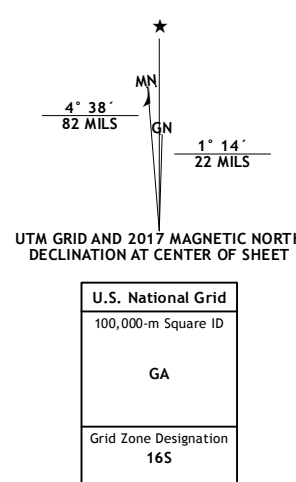 ★
MN
4° 38´
82 MILS
GN
1° 14´
22 MILS
UTM GRID AND 2017 MAGNETIC NORTH
DECLINATION AT CENTER OF SHEET
U.S. National Grid
100,000-m Square ID
GA
Grid Zone Designation
16S